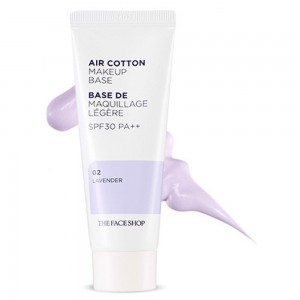 AIR COTTON
MAKEUP
BASE
BASE DE
MAQUILLAGE
LÉGÈRE
SPF30 PA++
02
LAVENDER
THEFACESHOP